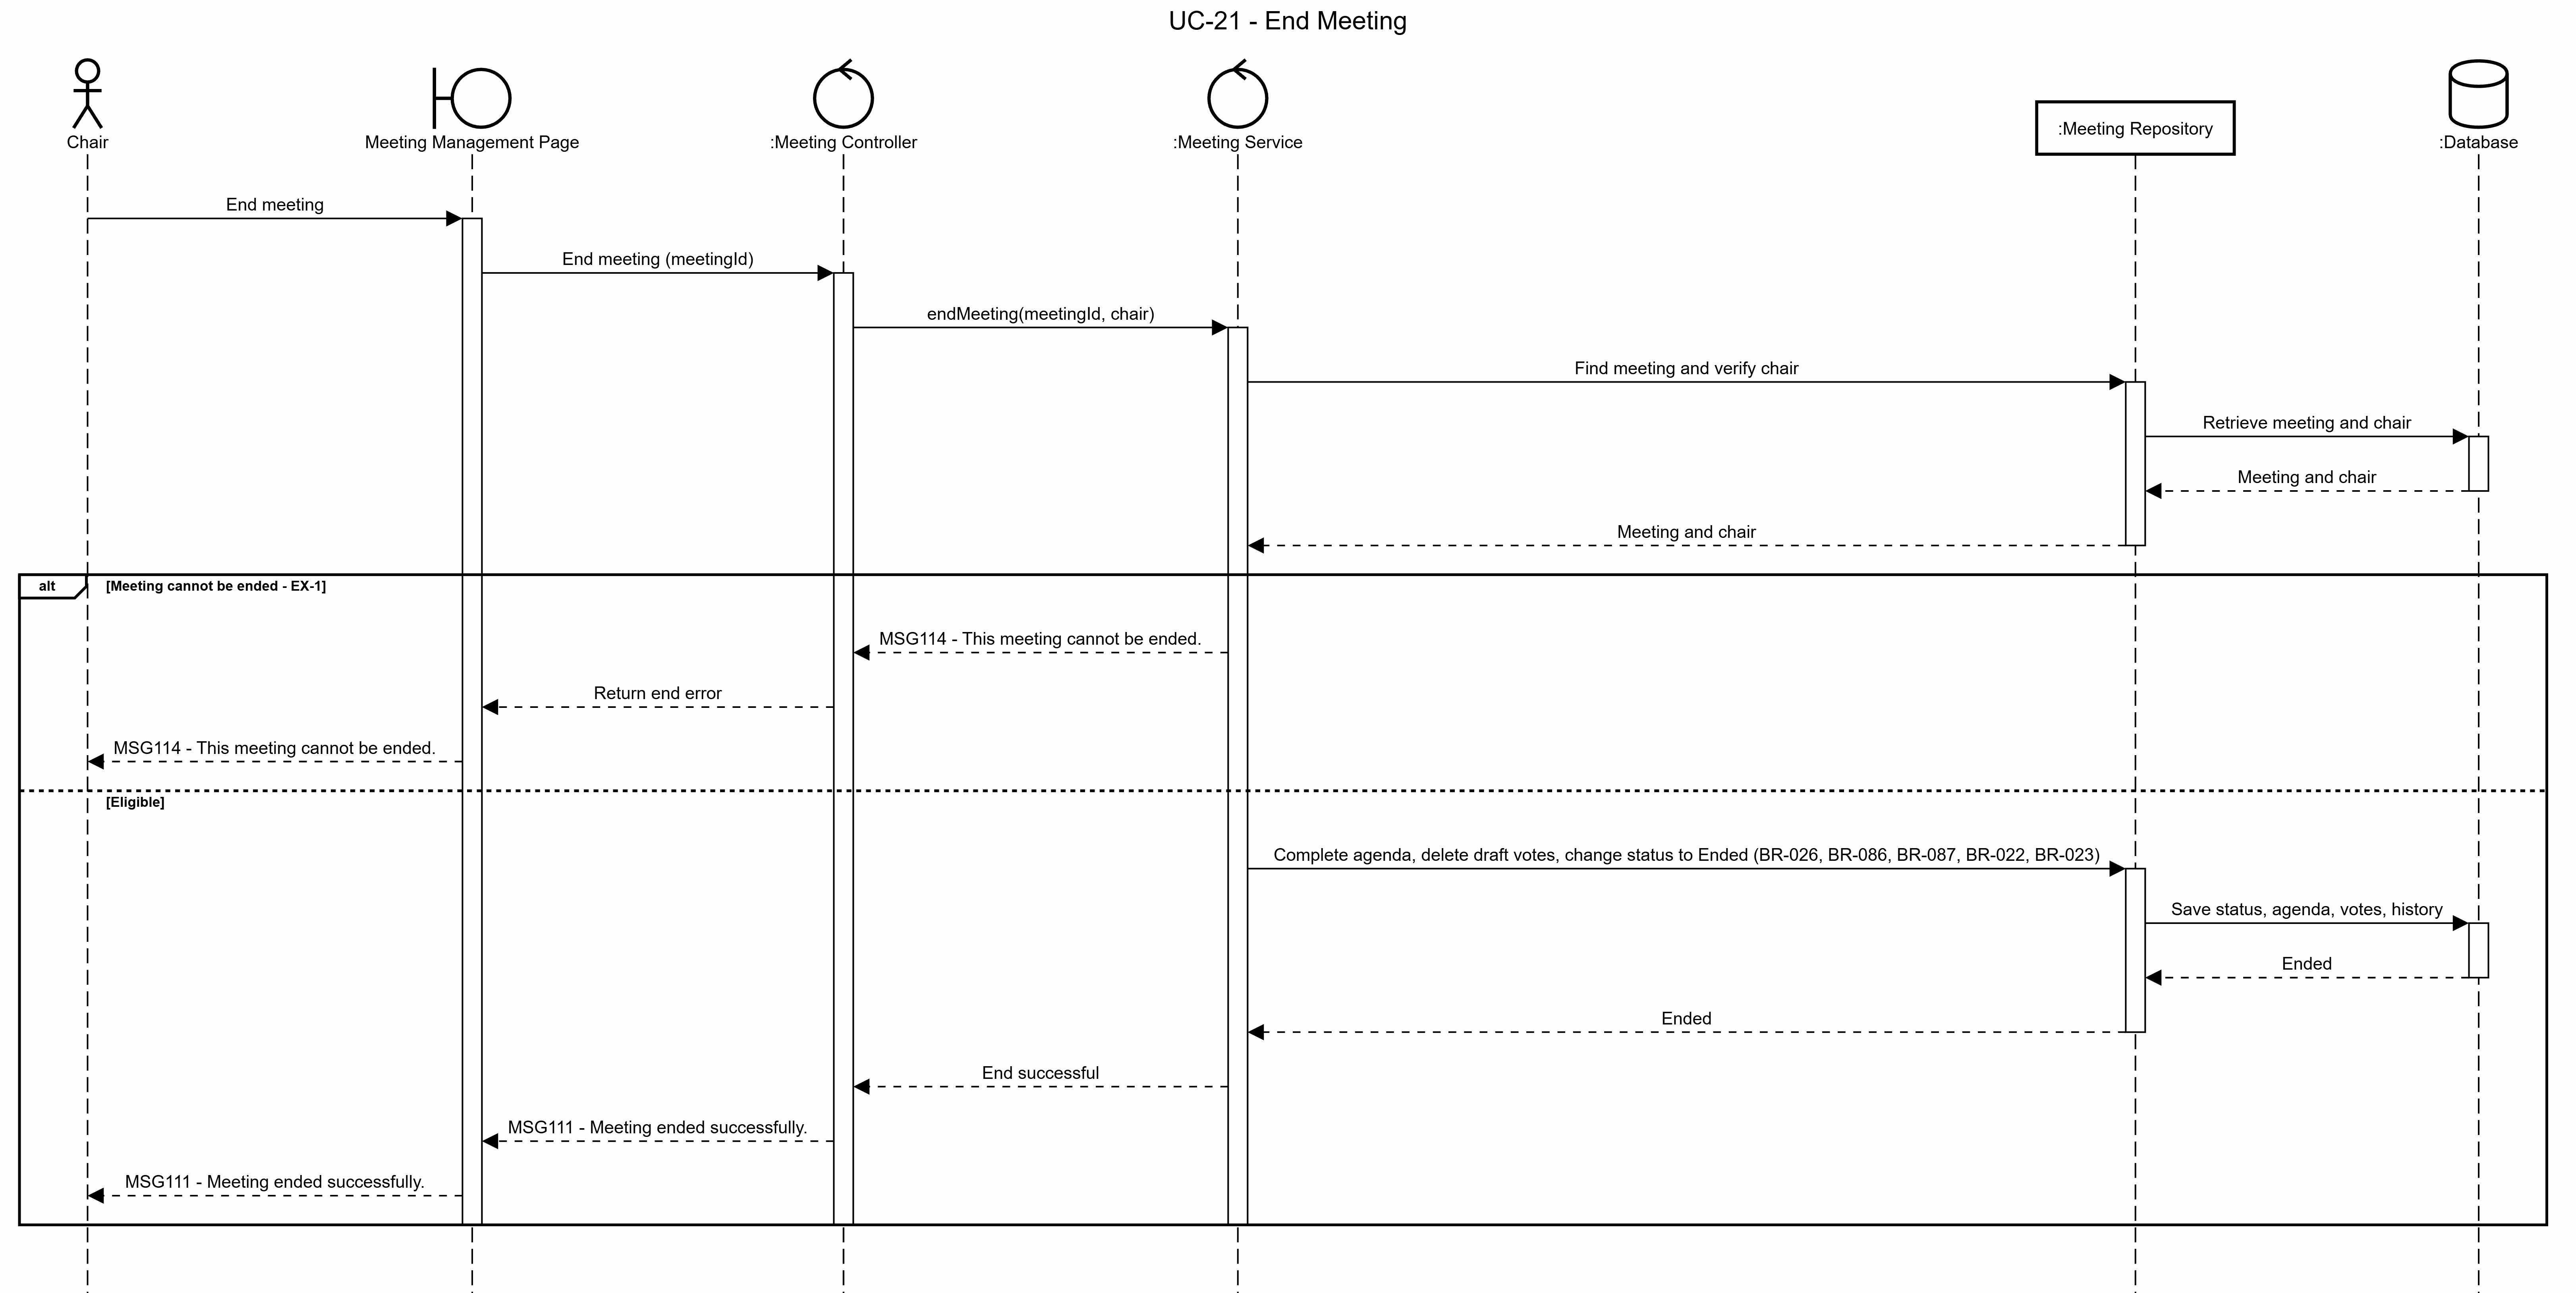 UC-21 - End Meeting
Chair
Meeting Management Page
:Meeting Controller
:Meeting Service
:Meeting Repository
:Database
End meeting
End meeting (meetingId)
endMeeting(meetingId, chair)
Find meeting and verify chair
Retrieve meeting and chair
Meeting and chair
Meeting and chair
alt
[Meeting cannot be ended - EX-1]
MSG114 - This meeting cannot be ended.
Return end error
MSG114 - This meeting cannot be ended.
[Eligible]
Complete agenda, delete draft votes, change status to Ended (BR-026, BR-086, BR-087, BR-022, BR-023)
Save status, agenda, votes, history
Ended
Ended
End successful
MSG111 - Meeting ended successfully.
MSG111 - Meeting ended successfully.